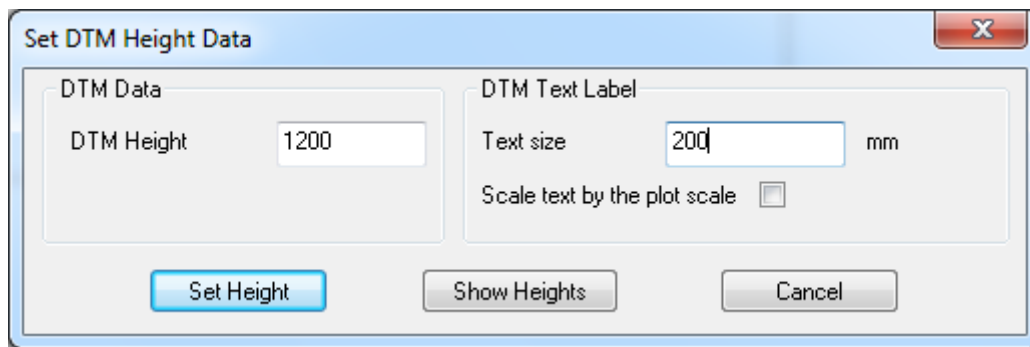 Set DTM Height Data
DTM Data
DTM Height 1200
DTM Text Label
Text size 200 mm
Scale text by the plot scale
Set Height Show Heights Cancel